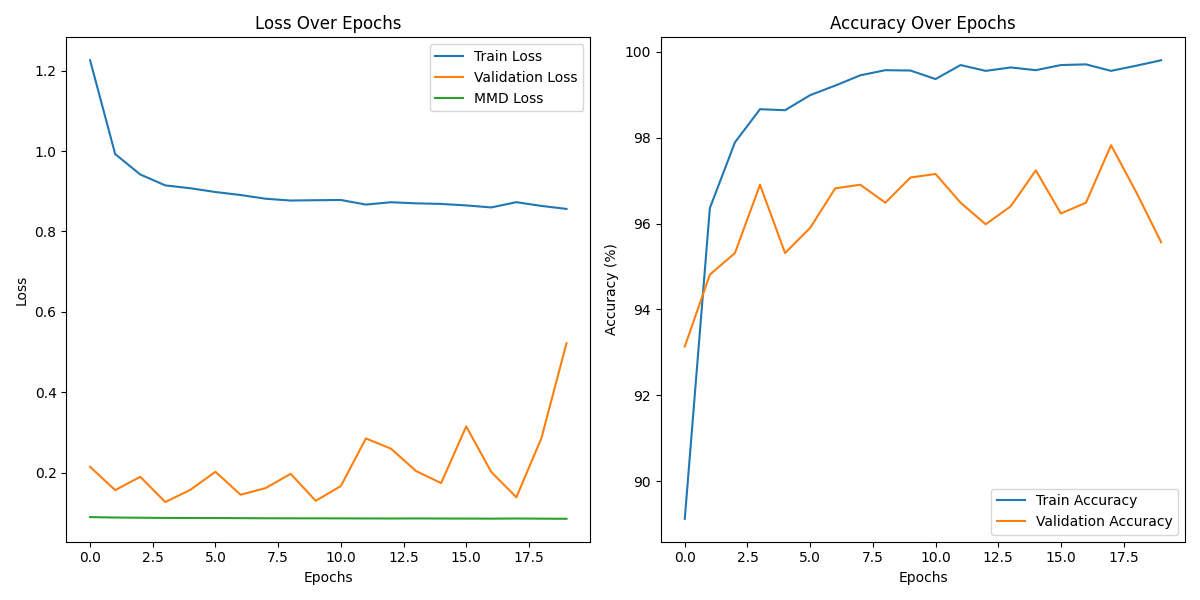 Loss Over Epochs
Train Loss
Validation Loss
MMD Loss
1.2
1.0
0.8
0.6
0.4
0.2
Loss
0.0 2.5 5.0 7.5 10.0 12.5 15.0 17.5
Epochs
Accuracy Over Epochs
100
98
96
94
92
90
Accuracy (%)
Train Accuracy
Validation Accuracy
0.0 2.5 5.0 7.5 10.0 12.5 15.0 17.5
Epochs